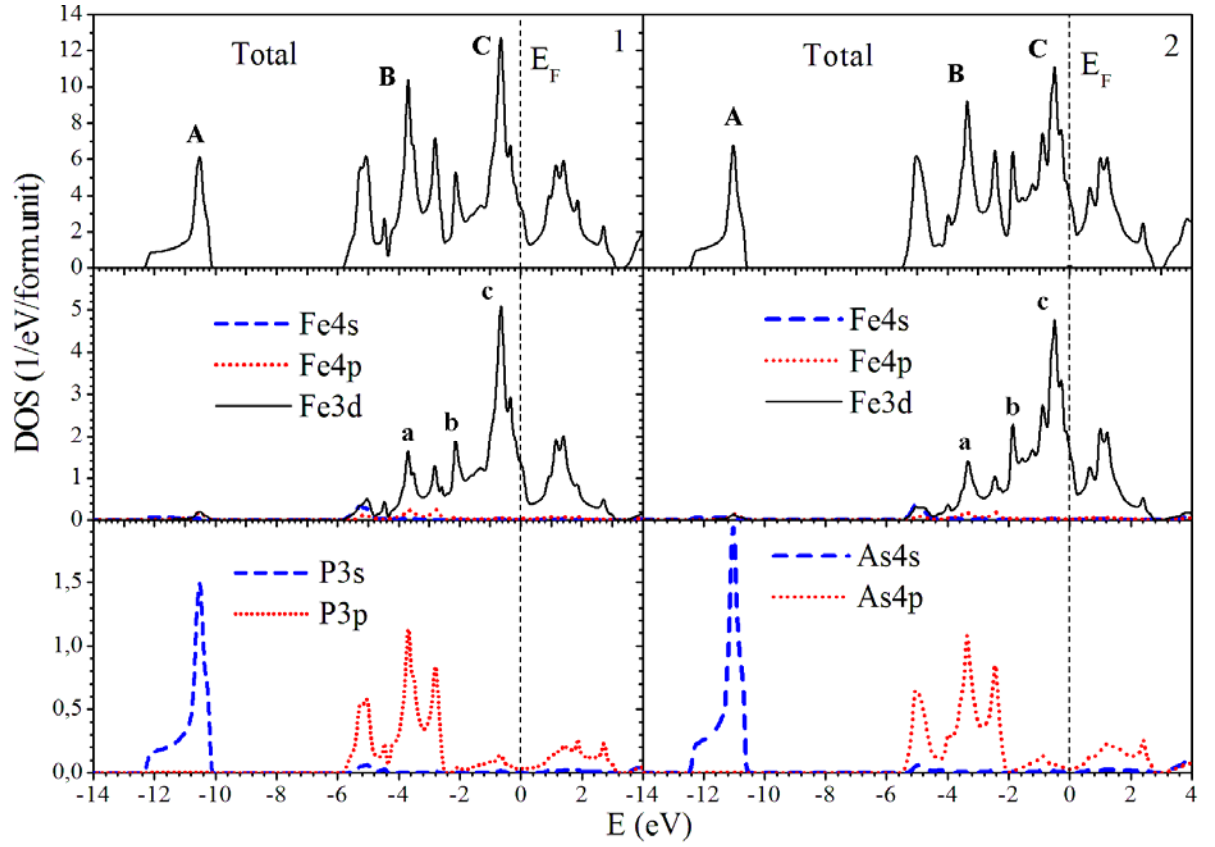 DOS (1/eV/form.unit)
14
12
10
8
6
4
2
0
Total
A
B
C
E_F
1
Total
A
B
C
E_F
2
5
4
3
2
1
0
Fe4s
Fe4p
Fe3d
a
b
c
Fe4s
Fe4p
Fe3d
a
b
c
1,5
1,0
0,5
0,0
P3s
P3p
As4s
As4p
-14 -12 -10 -8 -6 -4 -2 0 2 -14 -12 -10 -8 -6 -4 -2 0 2 4
E (eV)